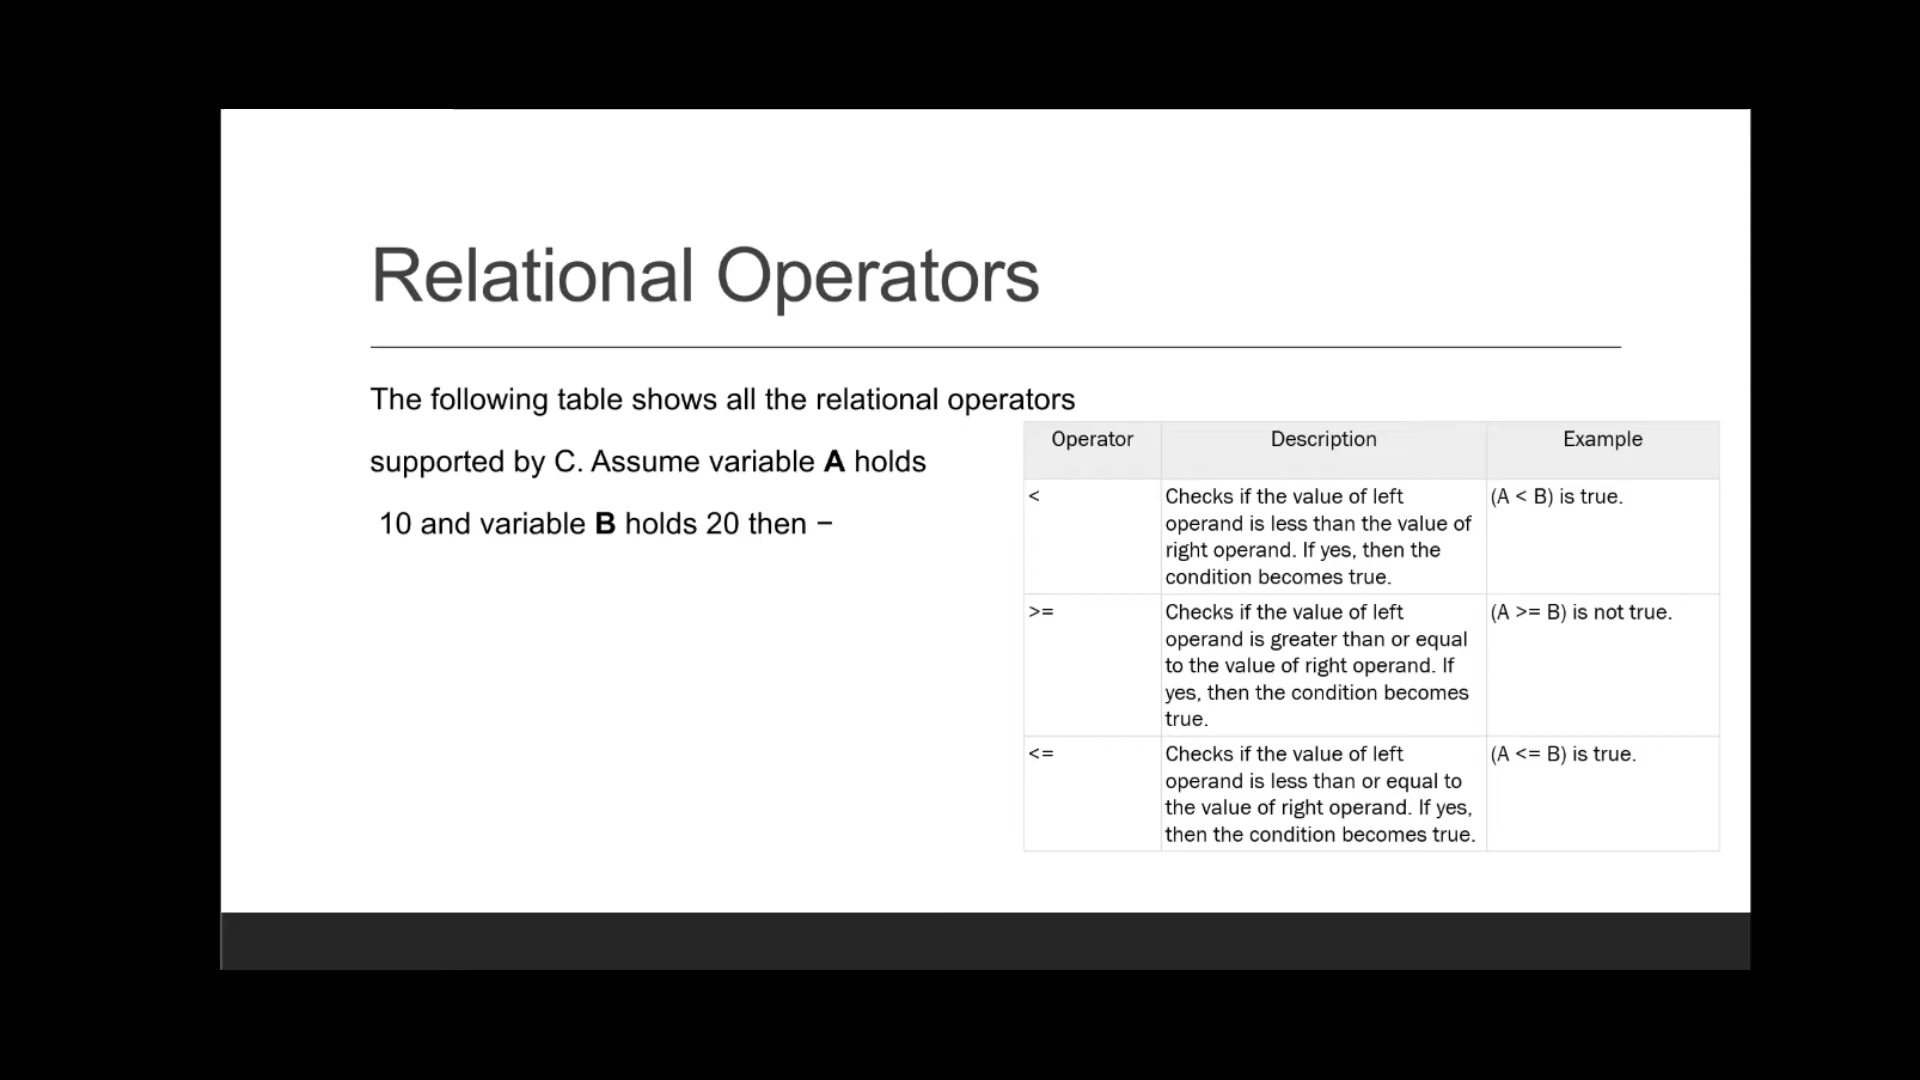 Relational Operators
The following table shows all the relational operators
supported by C. Assume variable A holds
10 and variable B holds 20 then −
Operator Description Example
< Checks if the value of left (A < B) is true.
operand is less than the value of
right operand. If yes, then the
condition becomes true.
>= Checks if the value of left (A >= B) is not true.
operand is greater than or equal
to the value of right operand. If
yes, then the condition becomes
true.
<= Checks if the value of left (A <= B) is true.
operand is less than or equal to
the value of right operand. If yes,
then the condition becomes true.